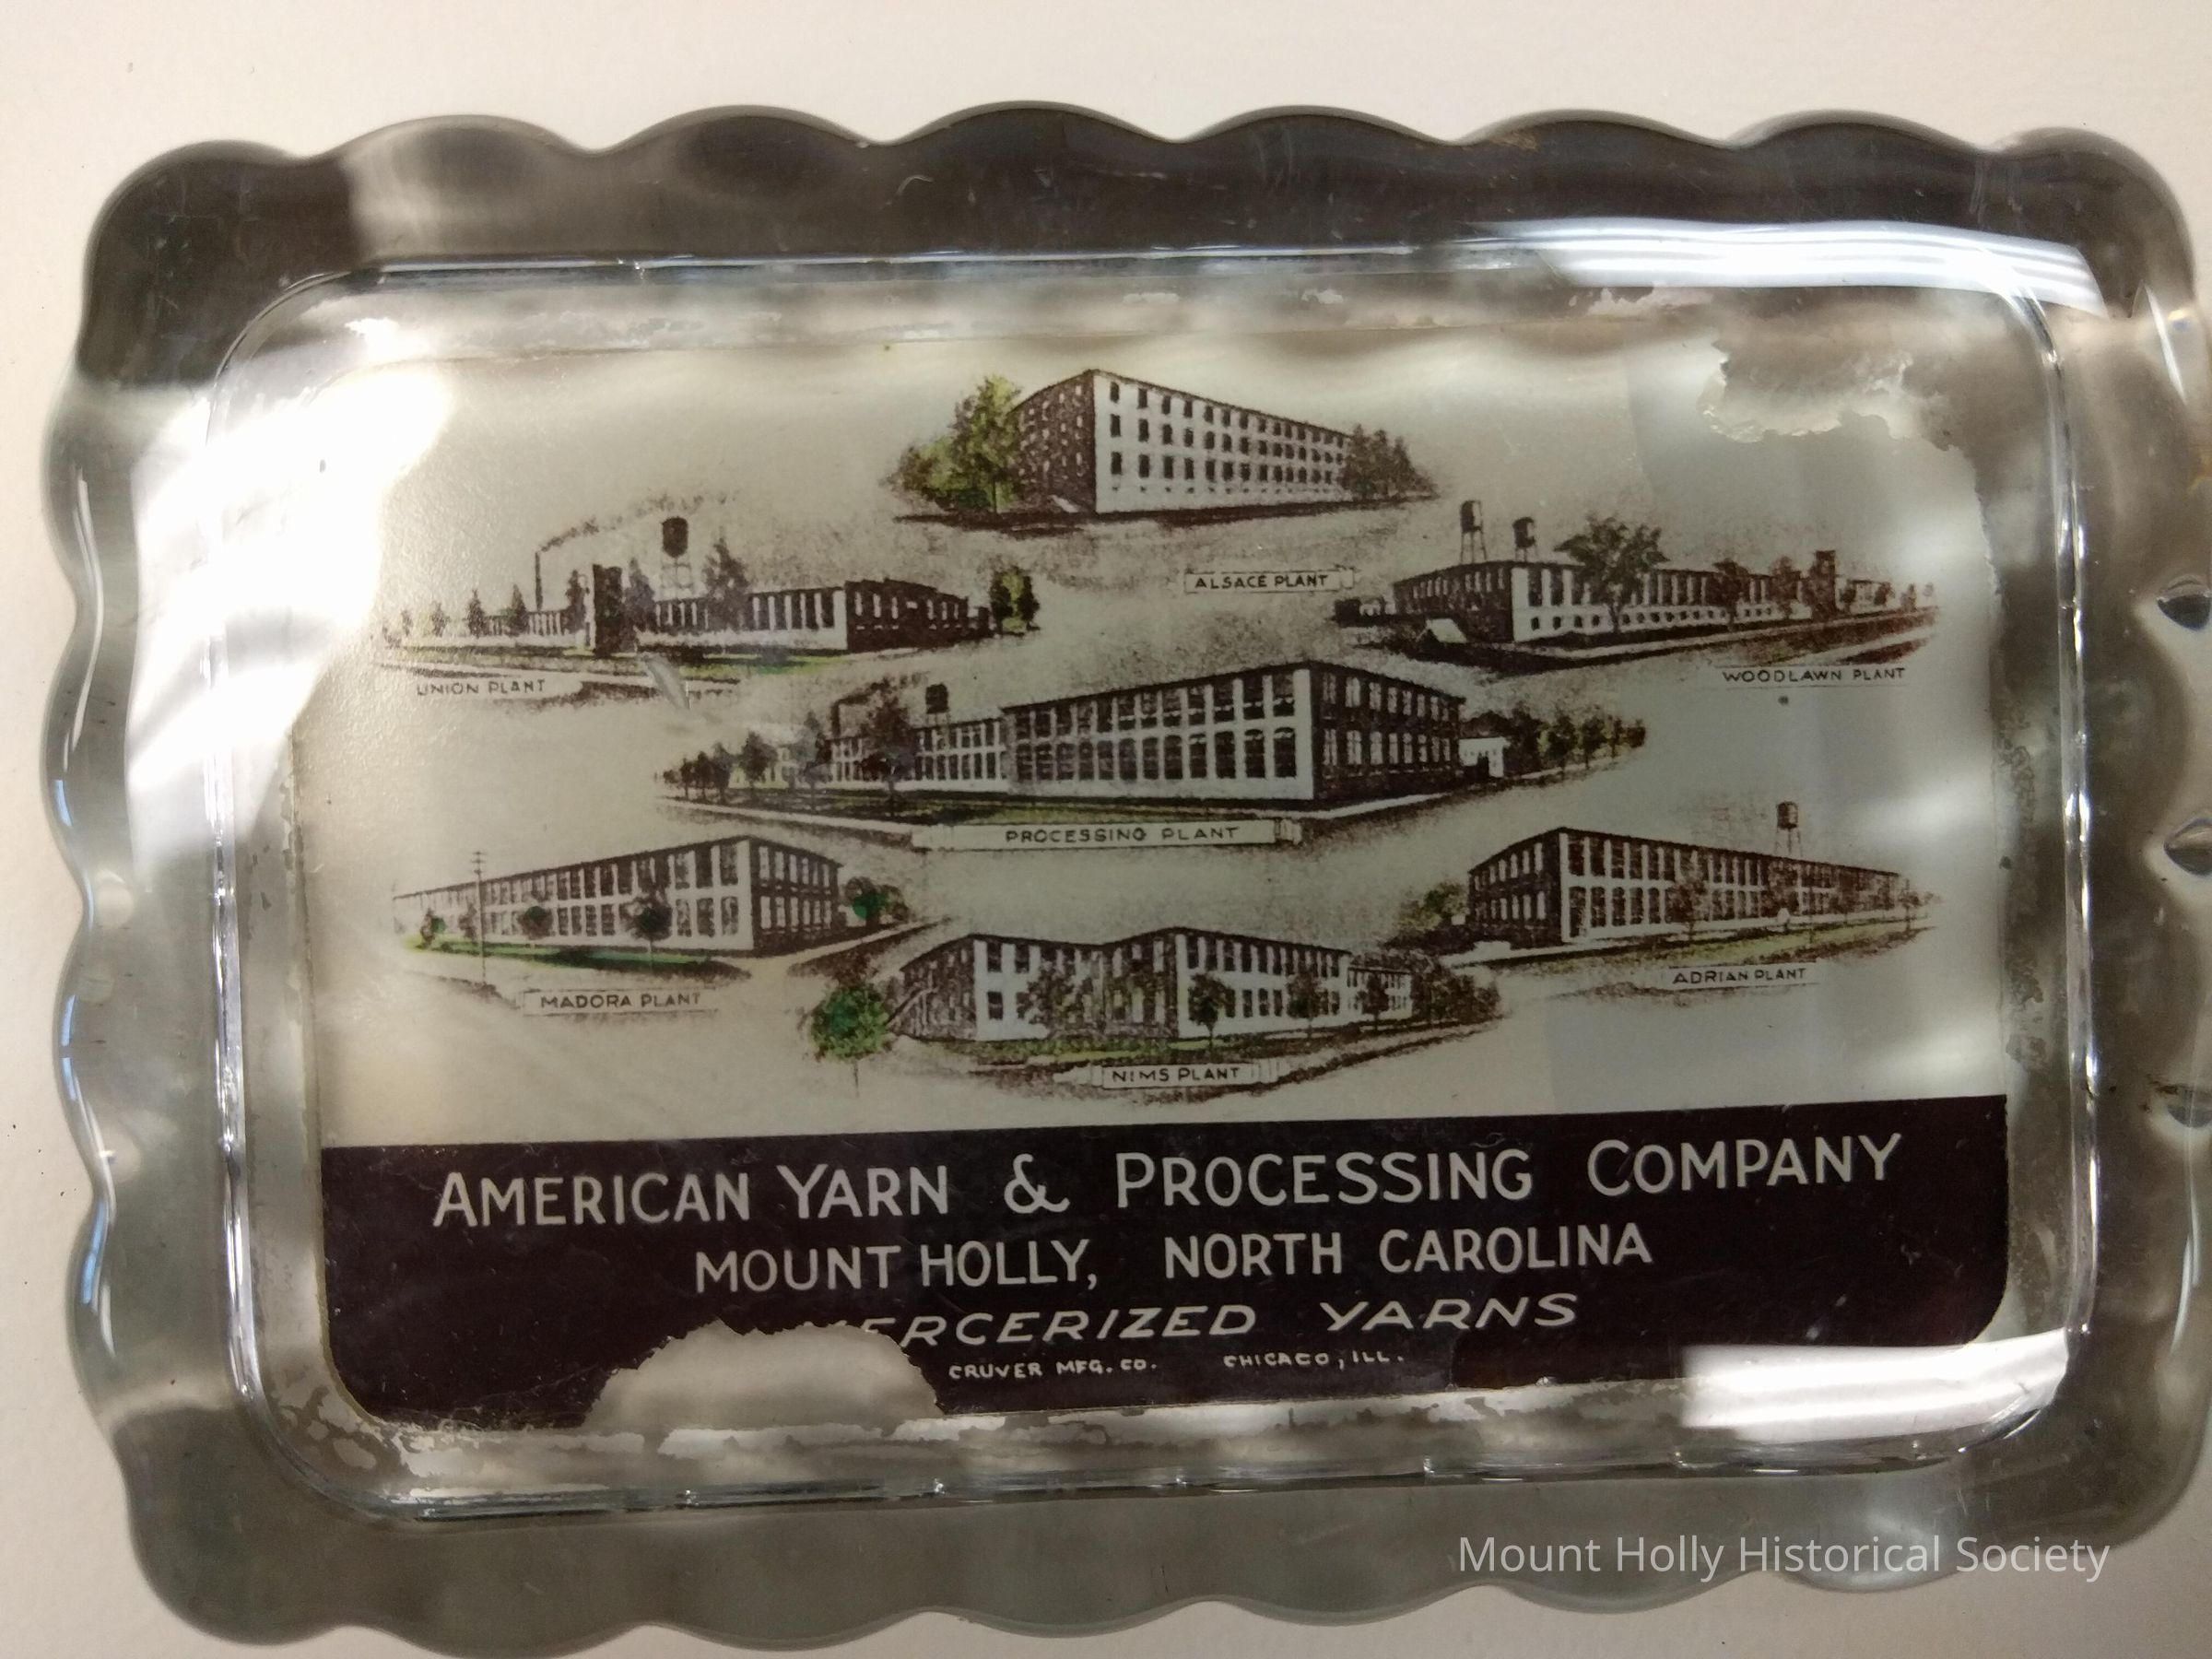 ALSACE PLANT
UNION PLANT
WOODLAWN PLANT
PROCESSING PLANT
MADORA PLANT
ADRIAN PLANT
NIMS PLANT
AMERICAN YARN & PROCESSING COMPANY
MOUNT HOLLY, NORTH CAROLINA
MERCERIZED YARNS
CRUVER MFG. CO. CHICAGO, ILL.
Mount Holly Historical Society